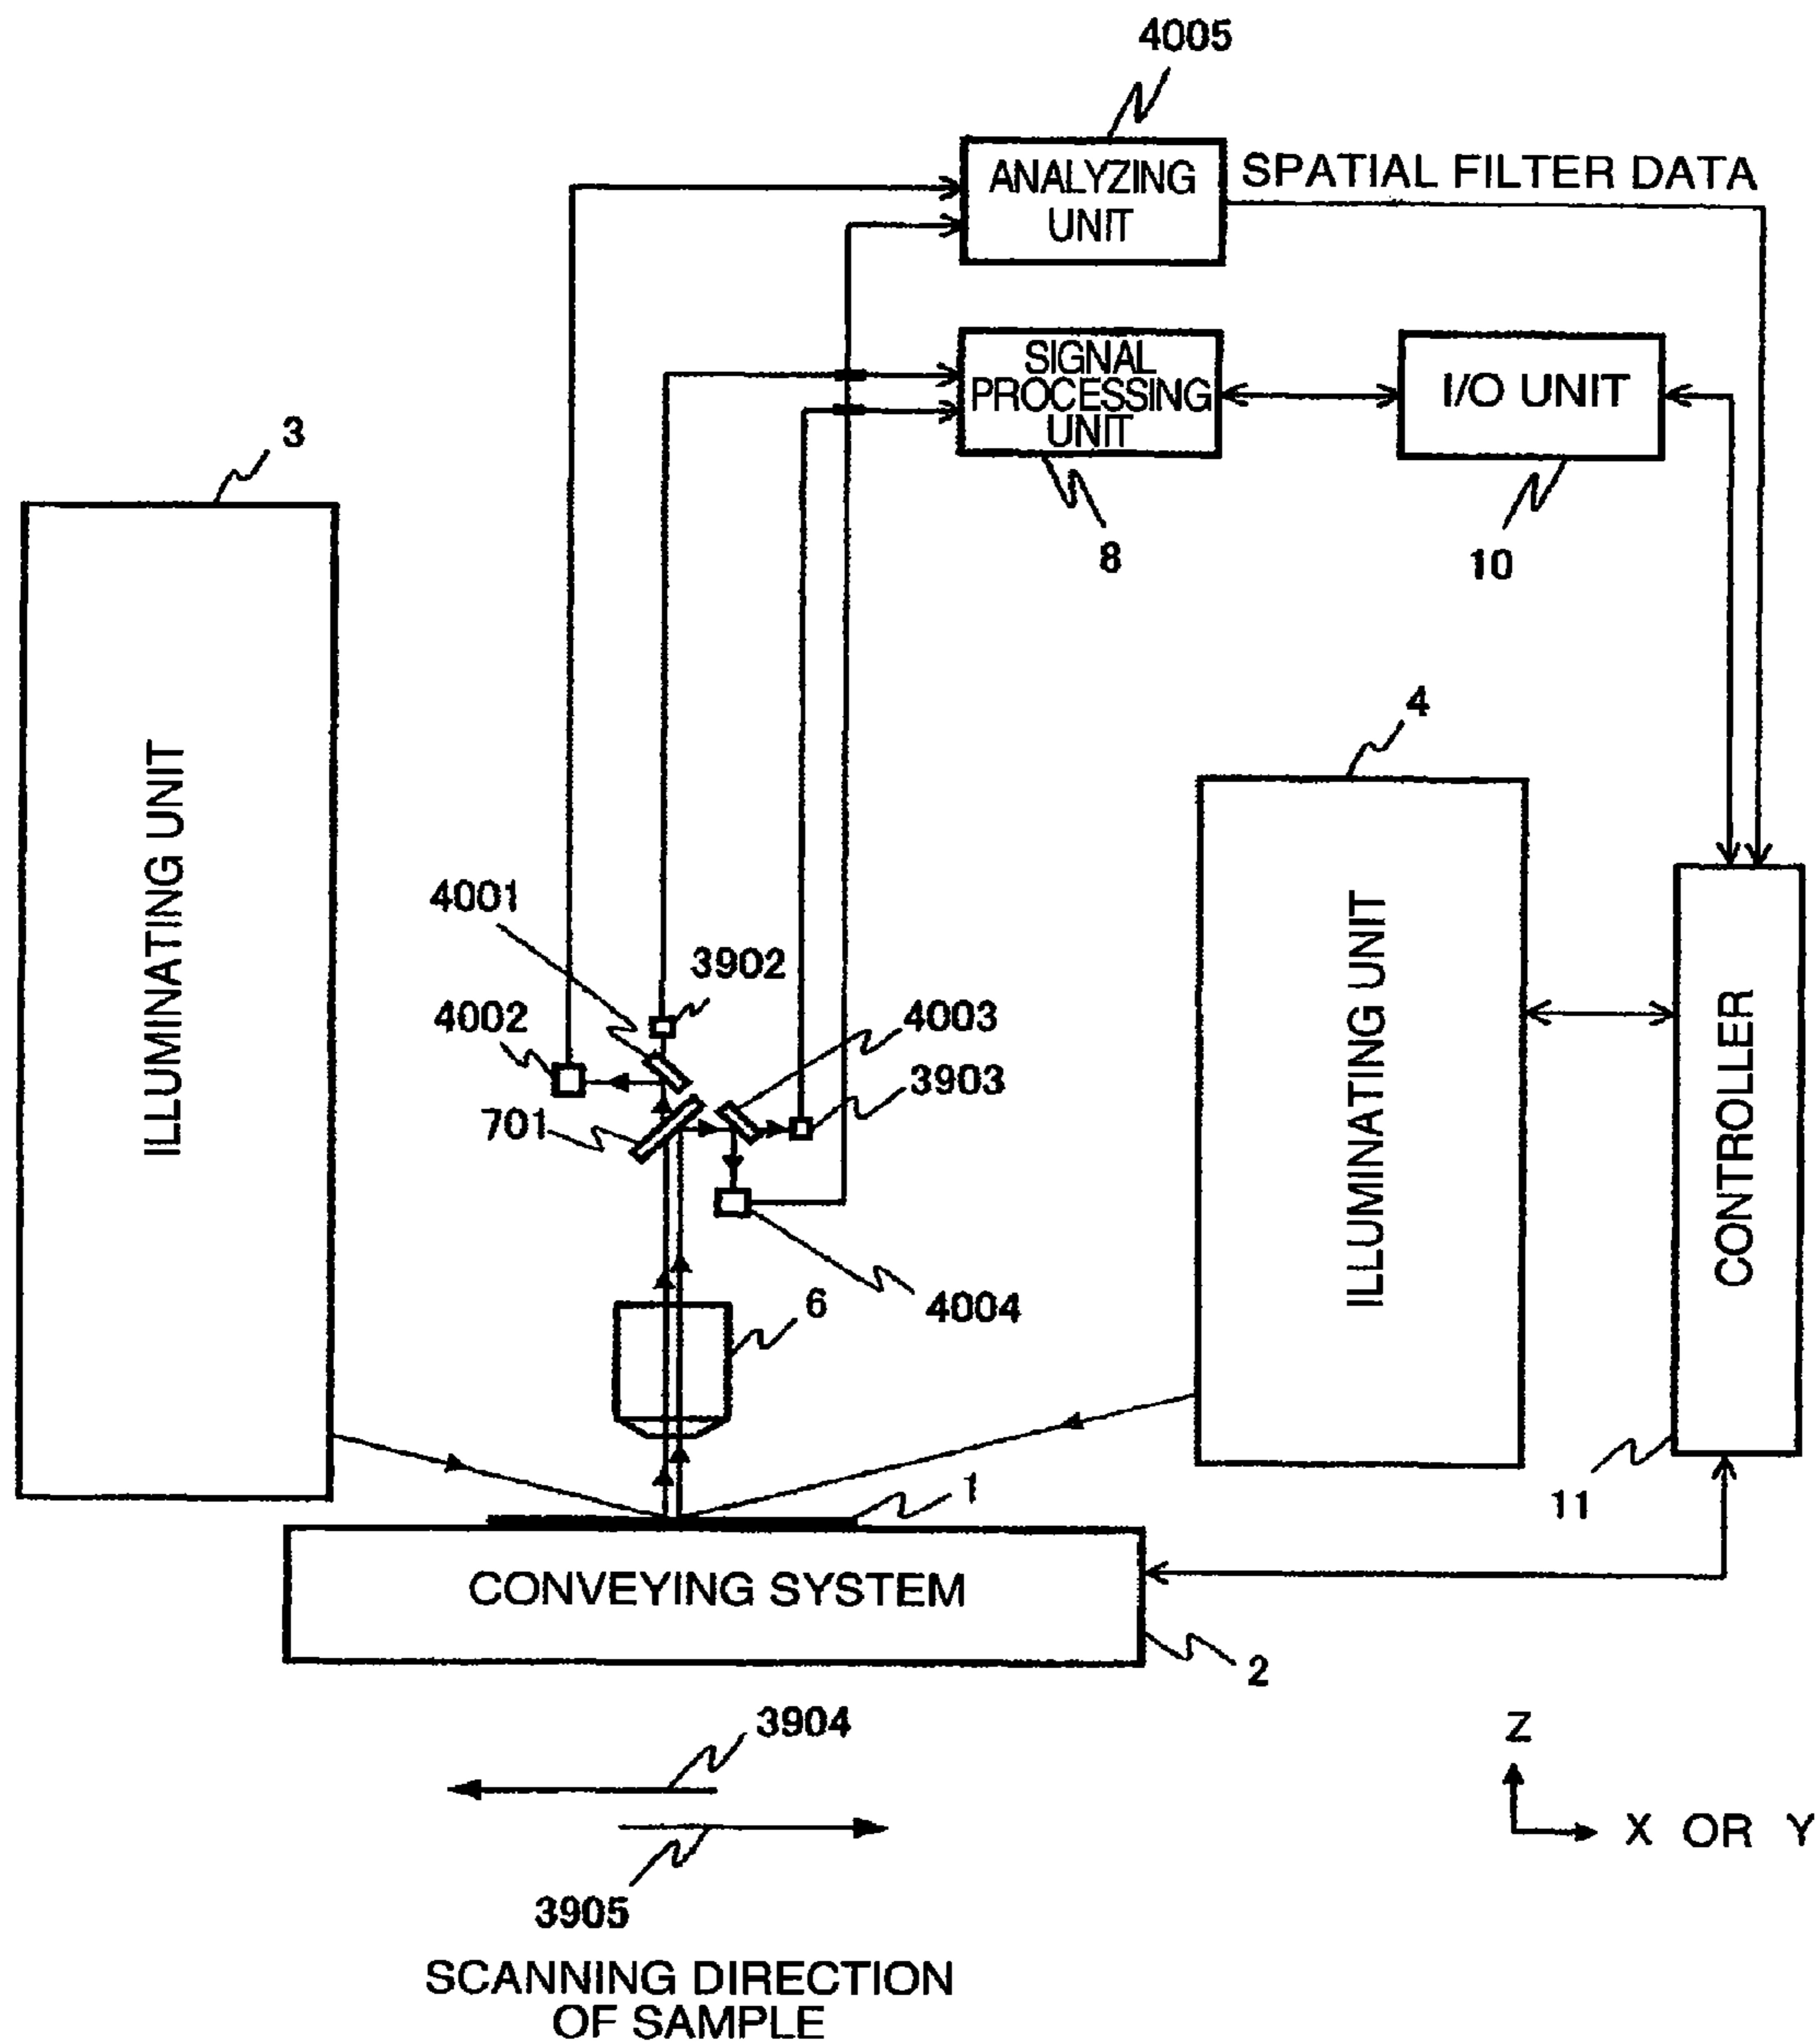 4005
ANALYZING
UNIT
SPATIAL FILTER DATA
SIGNAL
PROCESSING
UNIT
I/O UNIT
3
8
10
4
ILLUMINATING UNIT
ILLUMINATING UNIT
CONTROLLER
4001
3902
4002
4003
3903
701
4004
6
1
11
CONVEYING SYSTEM
2
3904
Z
X OR Y
3905
SCANNING DIRECTION
OF SAMPLE